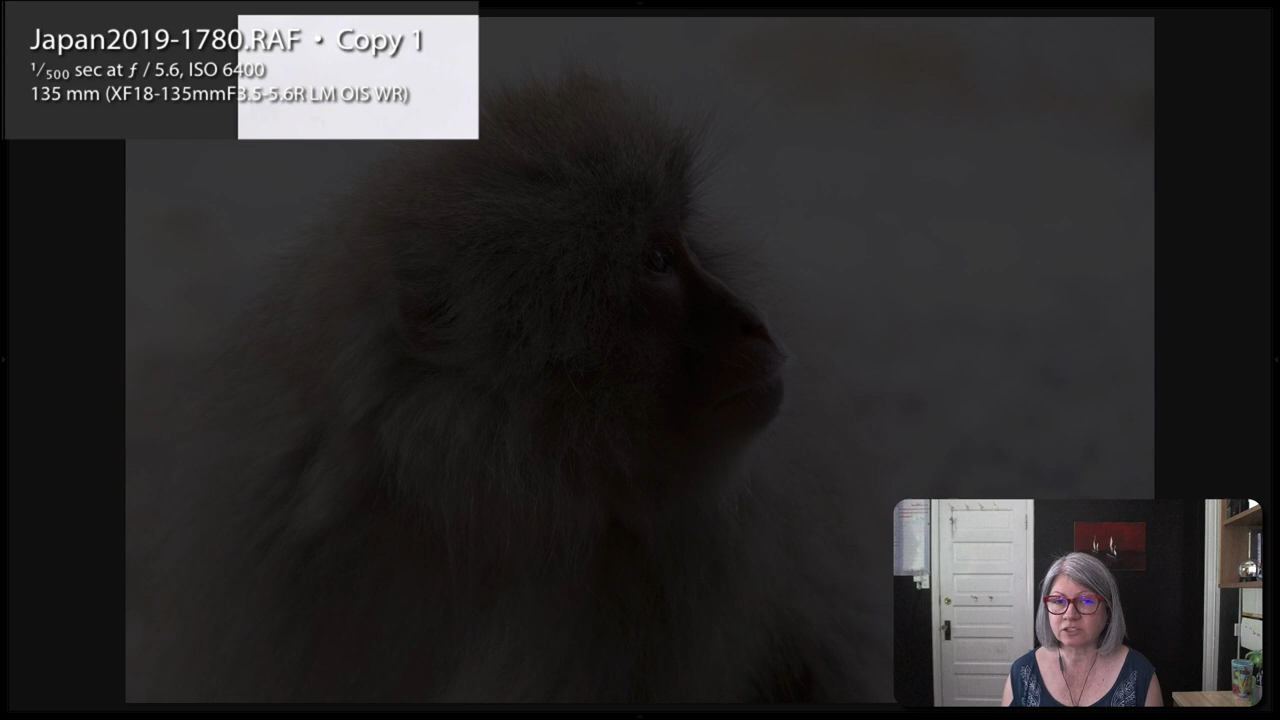 Japan2019-1780.RAF • Copy 1
1/500 sec at ƒ / 5.6, ISO 6400
135 mm (XF18-135mmF3.5-5.6R LM OIS WR)